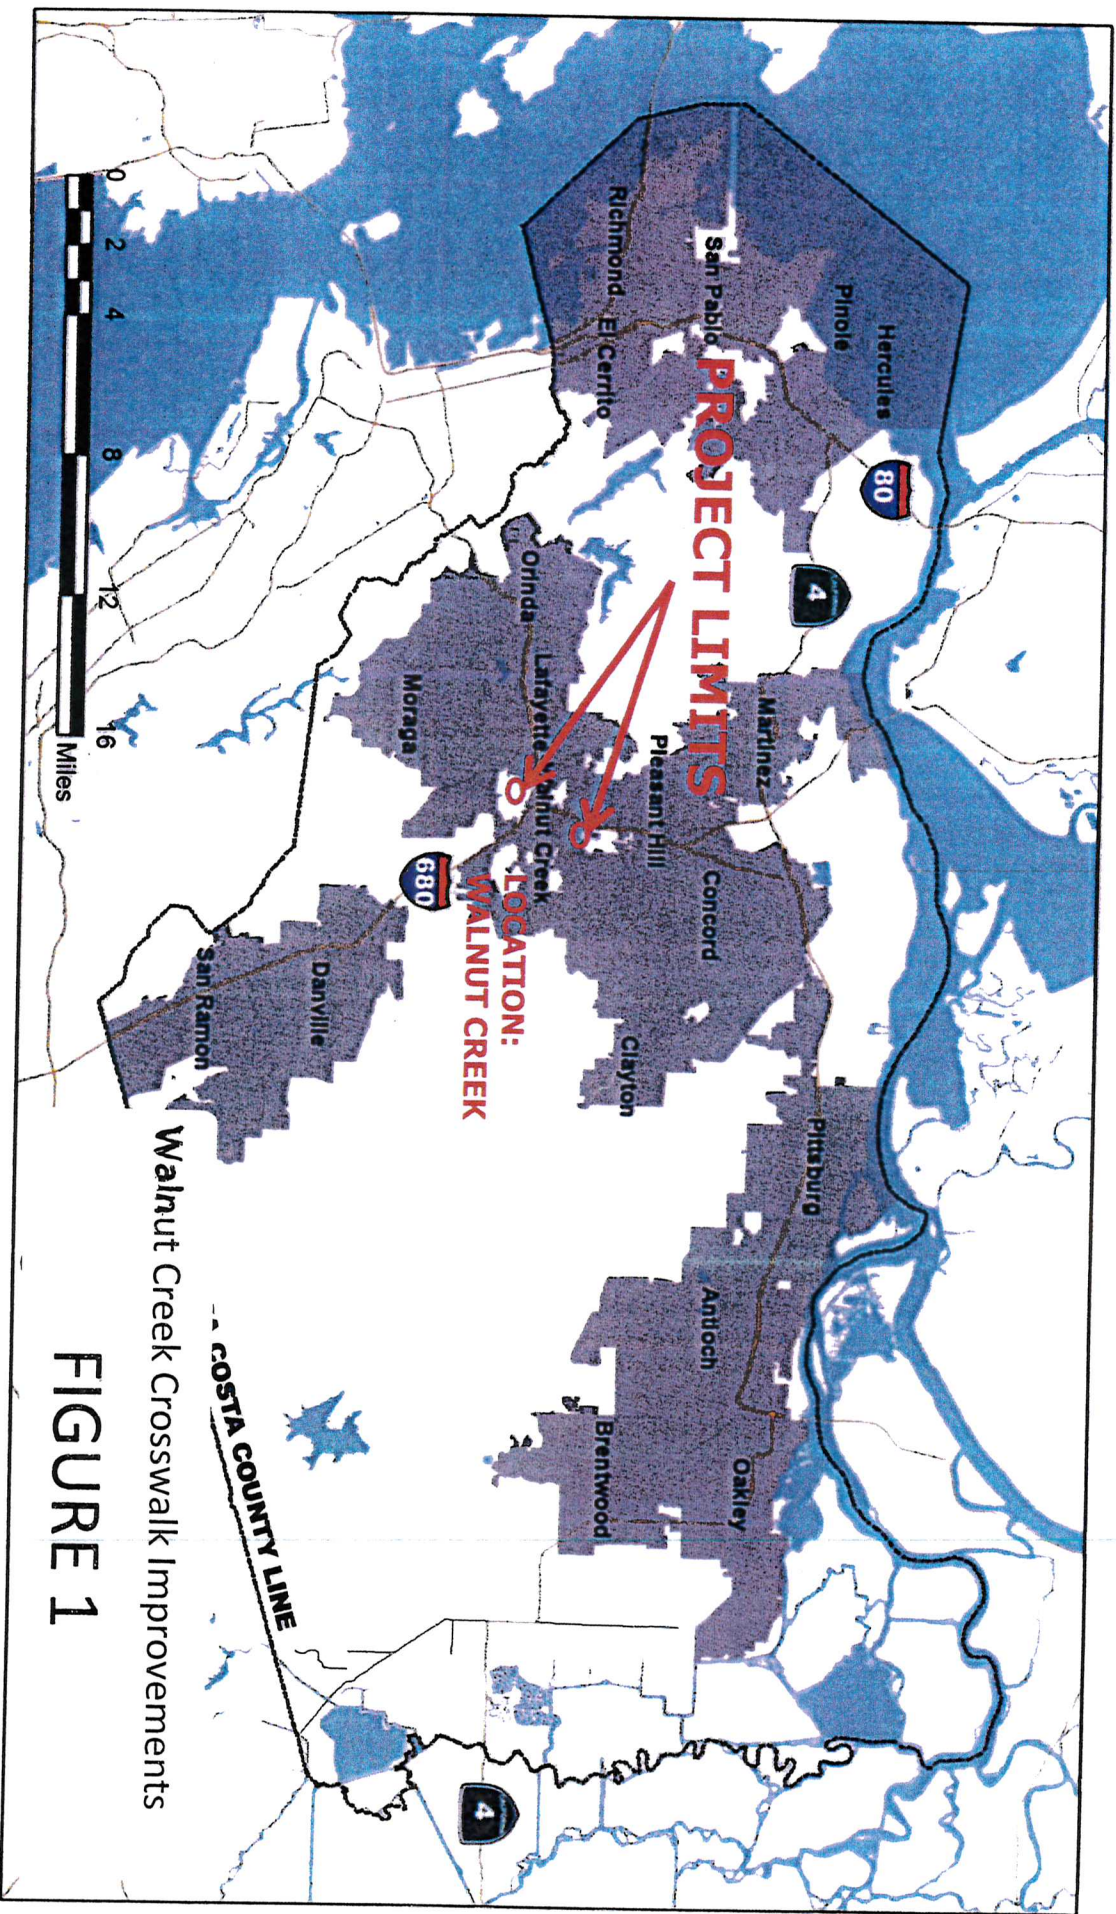 Hercules
Pinole
80
San Pablo
Richmond
El Cerrito
4
PROJECT LIMITS
Martinez
Pleasant Hill
Concord
Clayton
Orinda
Lafayette
Walnut Creek
Moraga
LOCATION:
WALNUT CREEK
680
Danville
San Ramon
Pittsburg
Antioch
Oakley
Brentwood
4
COSTA COUNTY LINE
0 2 4 8 12 16
Miles
Walnut Creek Crosswalk Improvements
FIGURE 1